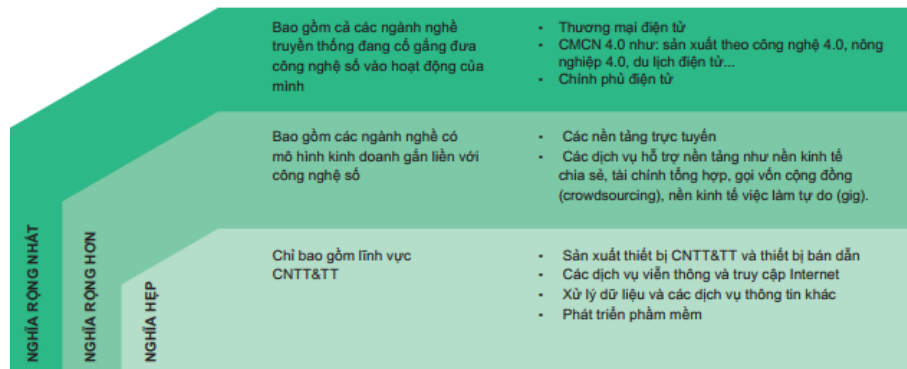 Bao gồm cả các ngành nghề
truyền thống đang cố gắng đưa
công nghệ số vào hoạt động của
mình
- Thương mại điện tử
- CMCN 4.0 như: sản xuất theo công nghệ 4.0, nông
nghiệp 4.0, du lịch điện tử...
- Chính phủ điện tử
Bao gồm các ngành nghề có
mô hình kinh doanh gắn liền với
công nghệ số
- Các nền tảng trực tuyến
- Các dịch vụ hỗ trợ nền tảng như nền kinh tế
chia sẻ, tài chính tổng hợp, gọi vốn cộng đồng
(crowdsourcing), nền kinh tế việc làm tự do (gig).
Chỉ bao gồm lĩnh vực
CNTT&TT
- Sản xuất thiết bị CNTT&TT và thiết bị bán dẫn
- Các dịch vụ viễn thông và truy cập Internet
- Xử lý dữ liệu và các dịch vụ thông tin khác
- Phát triển phầm mềm
NGHĨA RỘNG NHẤT
NGHĨA RỘNG HƠN
NGHĨA HẸP